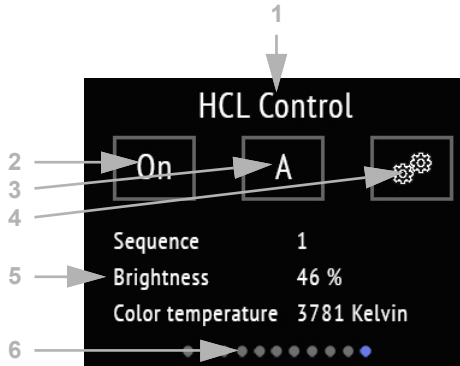 1
HCL Control
2 On A
3
4
Sequence 1
5 Brightness 46 %
Color temperature 3781 Kelvin
6